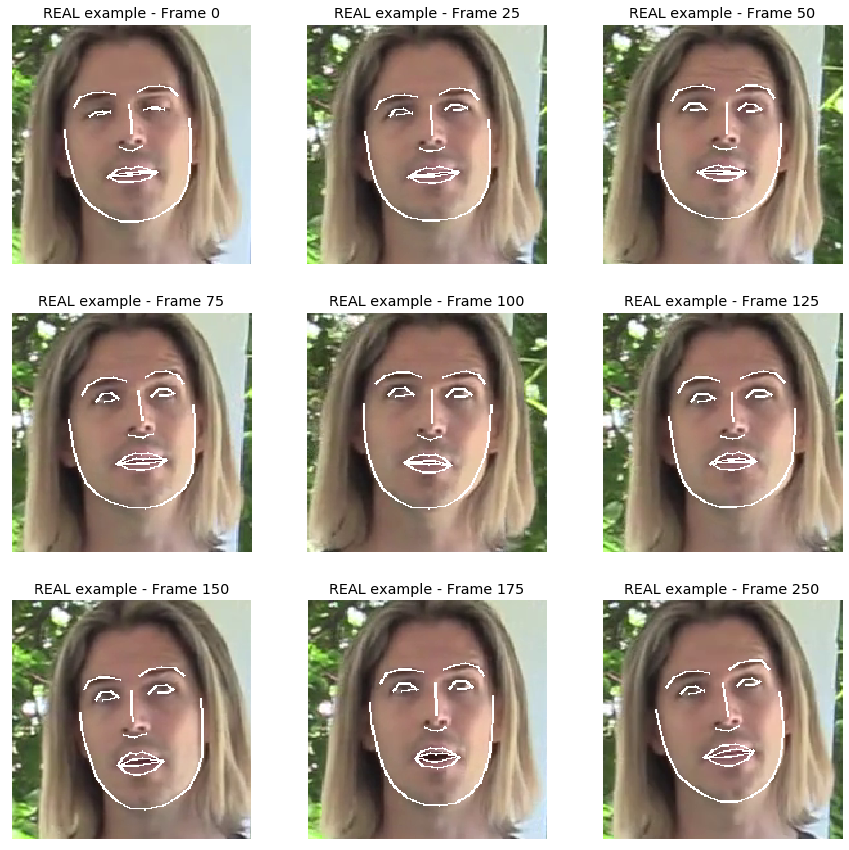 REAL example - Frame 0
REAL example - Frame 25
REAL example - Frame 50
REAL example - Frame 75
REAL example - Frame 100
REAL example - Frame 125
REAL example - Frame 150
REAL example - Frame 175
REAL example - Frame 250